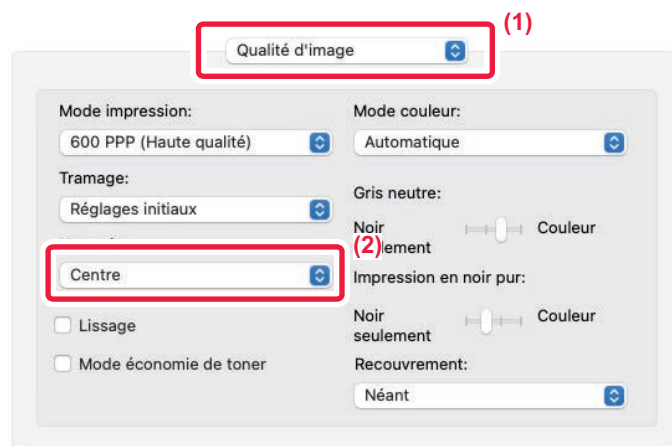 (1)
Qualité d'image
Mode impression:
600 PPP (Haute qualité)
Tramage:
Réglages initiaux
(2)
Centre
Lissage
Mode économie de toner
Mode couleur:
Automatique
Gris neutre:
Noir
Couleur
Impression en noir pur:
Noir
seulement
Couleur
Recouvrement:
Néant